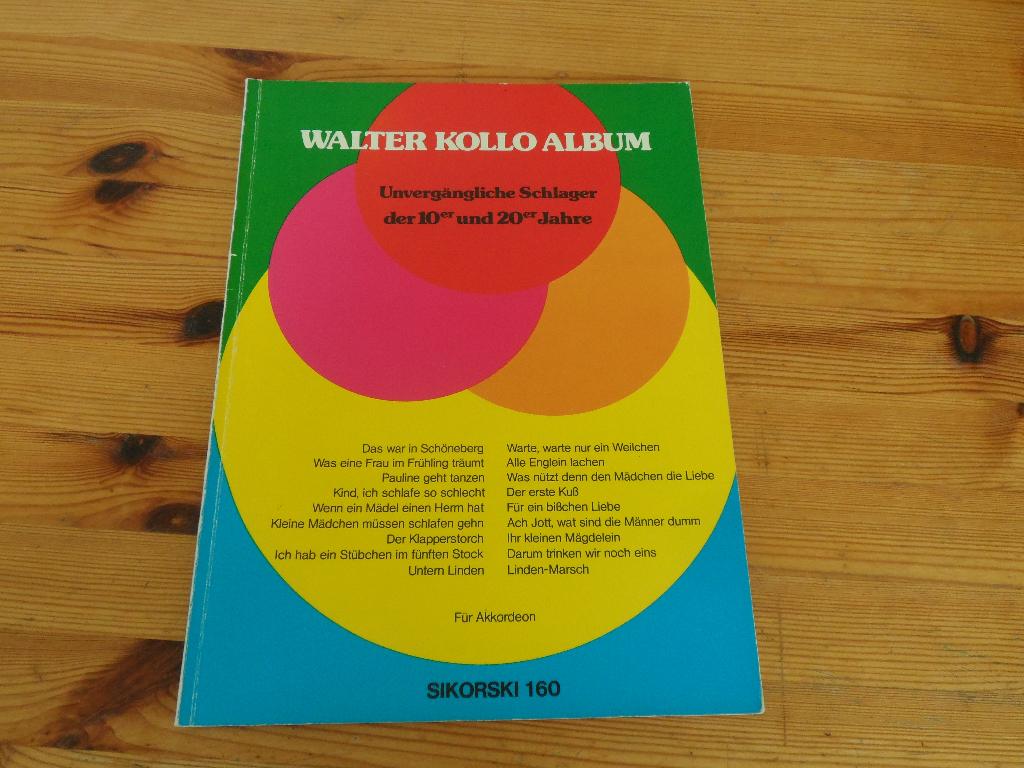 WALTER KOLLO ALBUM
Unvergängliche Schlager
der 10er und 20er Jahre
Das war in Schöneberg
Was eine Frau im Frühling träumt
Pauline geht tanzen
Kind, ich schlafe so schlecht
Wenn ein Mädel einen Herrn hat
Kleine Mädchen müssen schlafen gehn
Der Klapperstorch
Ich hab ein Stübchen im fünften Stock
Untern Linden
Warte, warte nur ein Weilchen
Alle Englein lachen
Was nützt denn den Mädchen die Liebe
Der erste Kuß
Für ein bißchen Liebe
Ach Jott, wat sind die Männer dumm
Ihr kleinen Mägdelein
Darum trinken wir noch eins
Linden-Marsch
Für Akkordeon
SIKORSKI 160